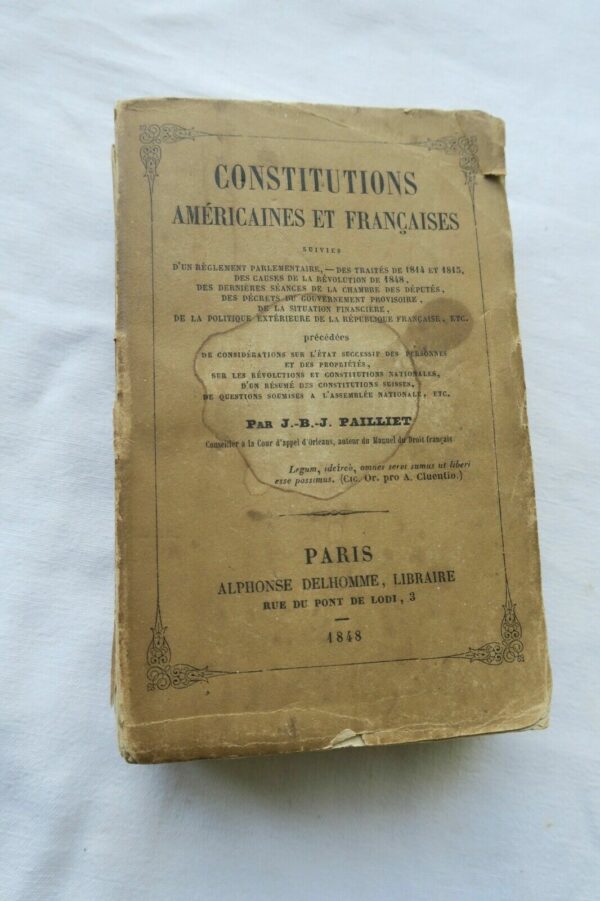 CONSTITUTIONS
AMÉRICAINES ET FRANÇAISES
SUIVIES
D'UN RÈGLEMENT PARLEMENTAIRE, — DES TRAITÉS DE 1814 ET 1815,
DES CAUSES DE LA RÉVOLUTION DE 1848,
DES DERNIÈRES SÉANCES DE LA CHAMBRE DES DÉPUTÉS,
DES DÉCRETS DU GOUVERNEMENT PROVISOIRE,
DE LA SITUATION FINANCIÈRE,
DE LA POLITIQUE EXTÉRIEURE DE LA RÉPUBLIQUE FRANÇAISE, ETC.
précédées
DE CONSIDÉRATIONS SUR L'ÉTAT SUCCESSIF DES PERSONNES
ET DES PROPRIÉTÉS,
SUR LES RÉVOLUTIONS ET CONSTITUTIONS NATIONALES,
D'UN RÉSUMÉ DES CONSTITUTIONS SUISSES,
DE QUESTIONS SOUMISES A L'ASSEMBLÉE NATIONALE, ETC.
PAR J.-B.-J. PAILLIET
Conseiller à la Cour d'appel d'Orléans, auteur du Manuel du Droit français
Legum, idcircò, omnes servi sumus ut liberi
esse possimus. (CIC. Or. pro A. Cluentio.)
PARIS
ALPHONSE DELHOMME, LIBRAIRE
RUE DU PONT DE LODI, 3
1848